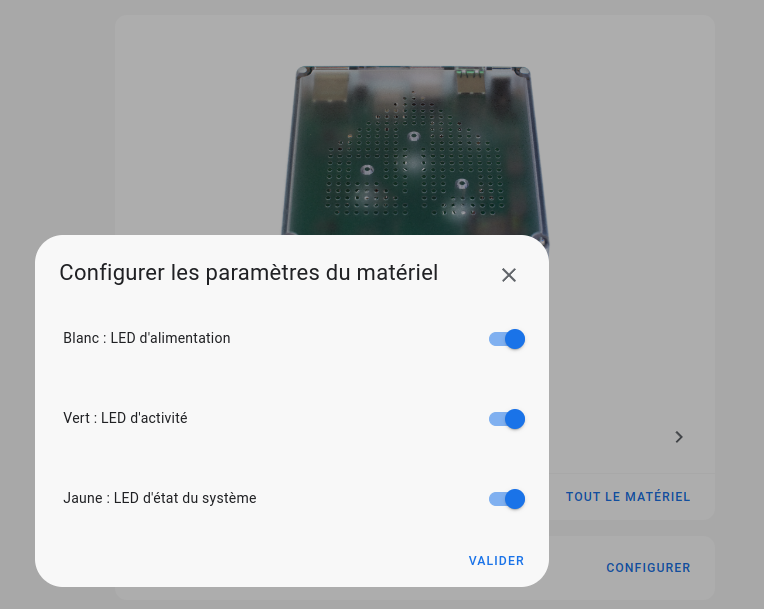 Configurer les paramètres du matériel
Blanc : LED d'alimentation
Vert : LED d'activité
Jaune : LED d'état du système
TOUT LE MATÉRIEL
VALIDER
CONFIGURER